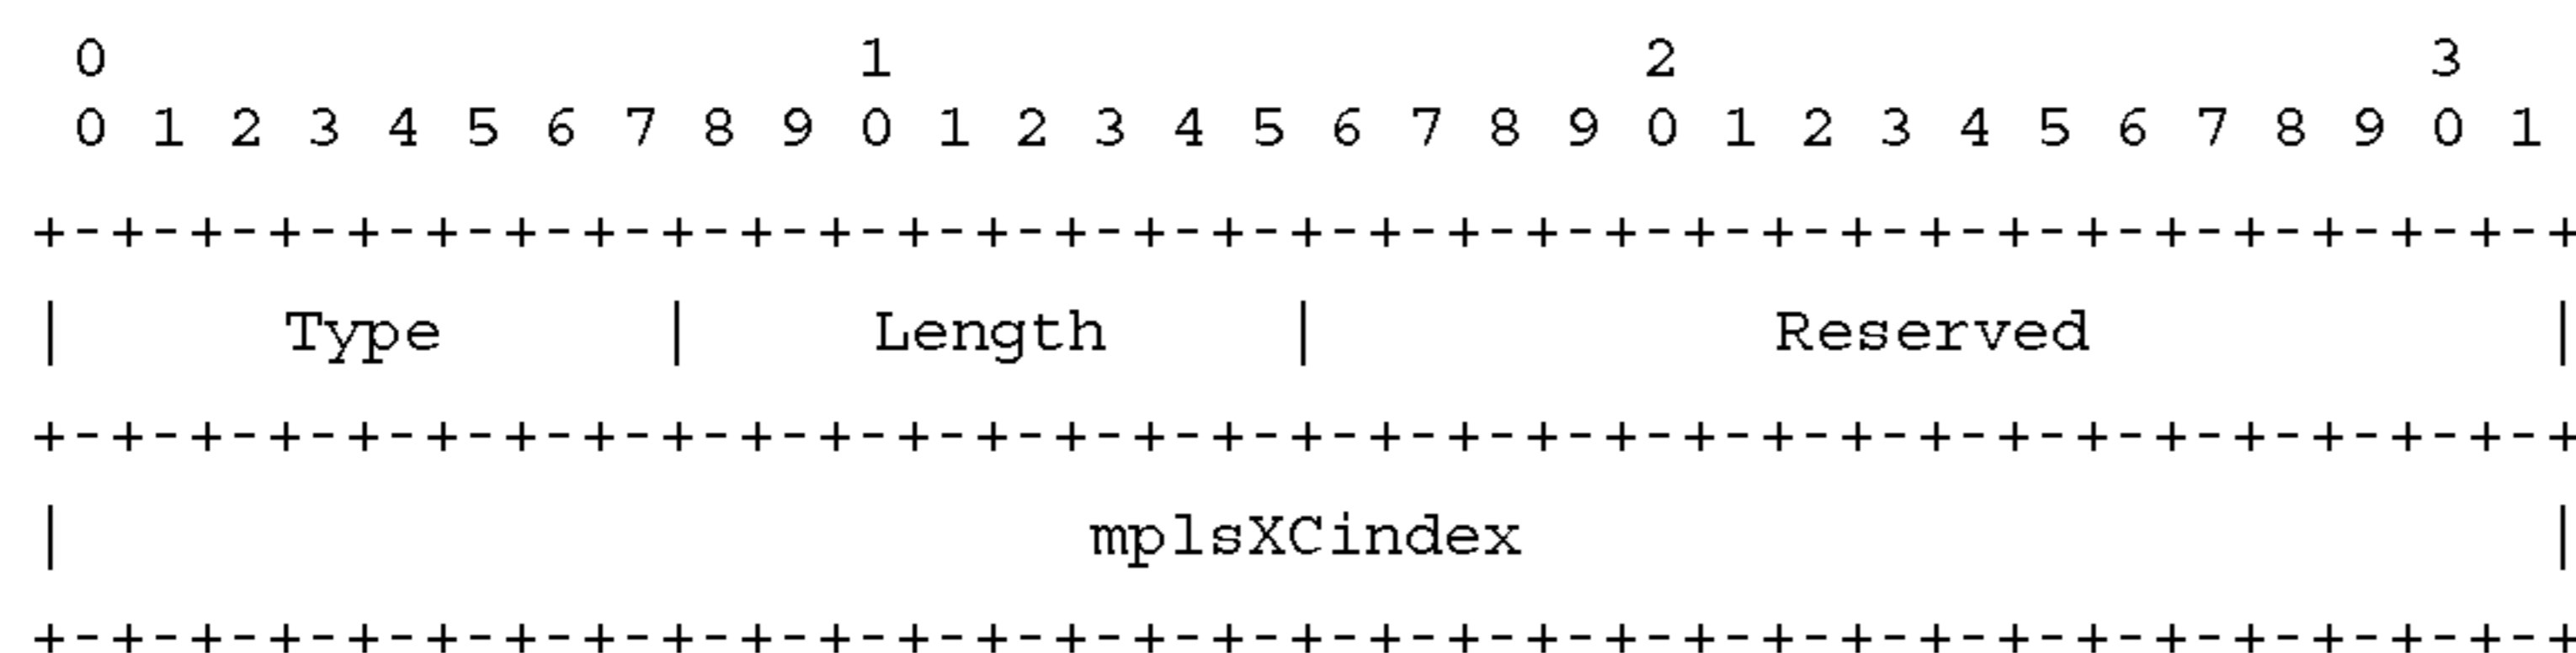 0                   1                   2                   3
0 1 2 3 4 5 6 7 8 9 0 1 2 3 4 5 6 7 8 9 0 1 2 3 4 5 6 7 8 9 0 1
+-+-+-+-+-+-+-+-+-+-+-+-+-+-+-+-+-+-+-+-+-+-+-+-+-+-+-+-+-+-+-+-+
|     Type      |    Length     |           Reserved            |
+-+-+-+-+-+-+-+-+-+-+-+-+-+-+-+-+-+-+-+-+-+-+-+-+-+-+-+-+-+-+-+-+
|                          mplsXCindex                          |
+-+-+-+-+-+-+-+-+-+-+-+-+-+-+-+-+-+-+-+-+-+-+-+-+-+-+-+-+-+-+-+-+